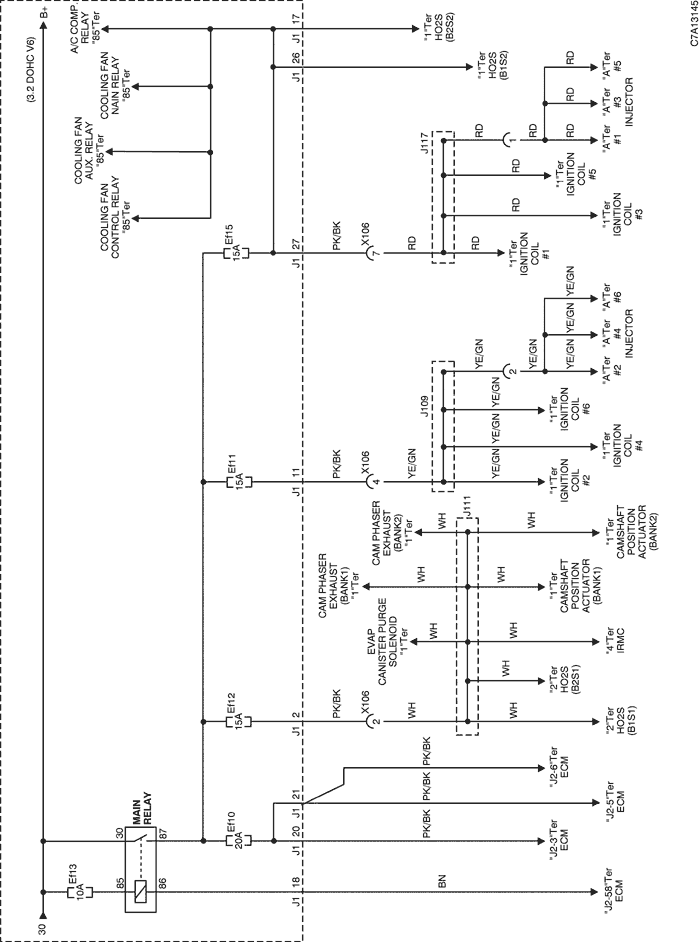 30
B+
(3.2 DOHC V6)
Ef13
10A
85
86
30
87
MAIN
RELAY
COOLING FAN
CONTROL RELAY
"85"Ter
COOLING FAN
AUX. RELAY
"85"Ter
COOLING FAN
NAIN RELAY
"85"Ter
A/C COMP.
RELAY
"85"Ter
Ef10
20A
Ef12
15A
Ef11
15A
Ef15
15A
J1
18
J1
20
J1
21
J1
2
J1
11
J1
27
J1
26
J1
17
BN
PK/BK
PK/BK
PK/BK
PK/BK
X106
2
WH
PK/BK
X106
4
YE/GN
PK/BK
X106
7
RD
"1"Ter
HO2S
(B1S2)
"1"Ter
HO2S
(B2S2)
CAM PHASER
EXHAUST
(BANK1)
"1"Ter
CAM PHASER
EXHAUST
(BANK2)
"1"Ter
EVAP
CANISTER PURGE
SOLENOID
"1"Ter
WH
WH
WH
J111
J109
J117
WH
WH
WH
WH
WH
YE/GN
YE/GN
YE/GN
YE/GN
2
YE/GN
YE/GN
YE/GN
YE/GN
RD
RD
RD
RD
1
RD
RD
RD
RD
"J2-58"Ter
ECM
"J2-3"Ter
ECM
"J2-5"Ter
ECM
"J2-6"Ter
ECM
"2"Ter
HO2S
(B1S1)
"2"Ter
HO2S
(B2S1)
"4"Ter
IRMC
"1"Ter
CAMSHAFT
POSITION
ACTUATOR
(BANK1)
"1"Ter
CAMSHAFT
POSITION
ACTUATOR
(BANK2)
"1"Ter
IGNITION
COIL
#2
"1"Ter
IGNITION
COIL
#4
"1"Ter
IGNITION
COIL
#6
"A"Ter
#2
"A"Ter
#4
"A"Ter
#6
INJECTOR
"1"Ter
IGNITION
COIL
#1
"1"Ter
IGNITION
COIL
#3
"1"Ter
IGNITION
COIL
#5
"A"Ter
#1
"A"Ter
#3
"A"Ter
#5
INJECTOR
C7A13145